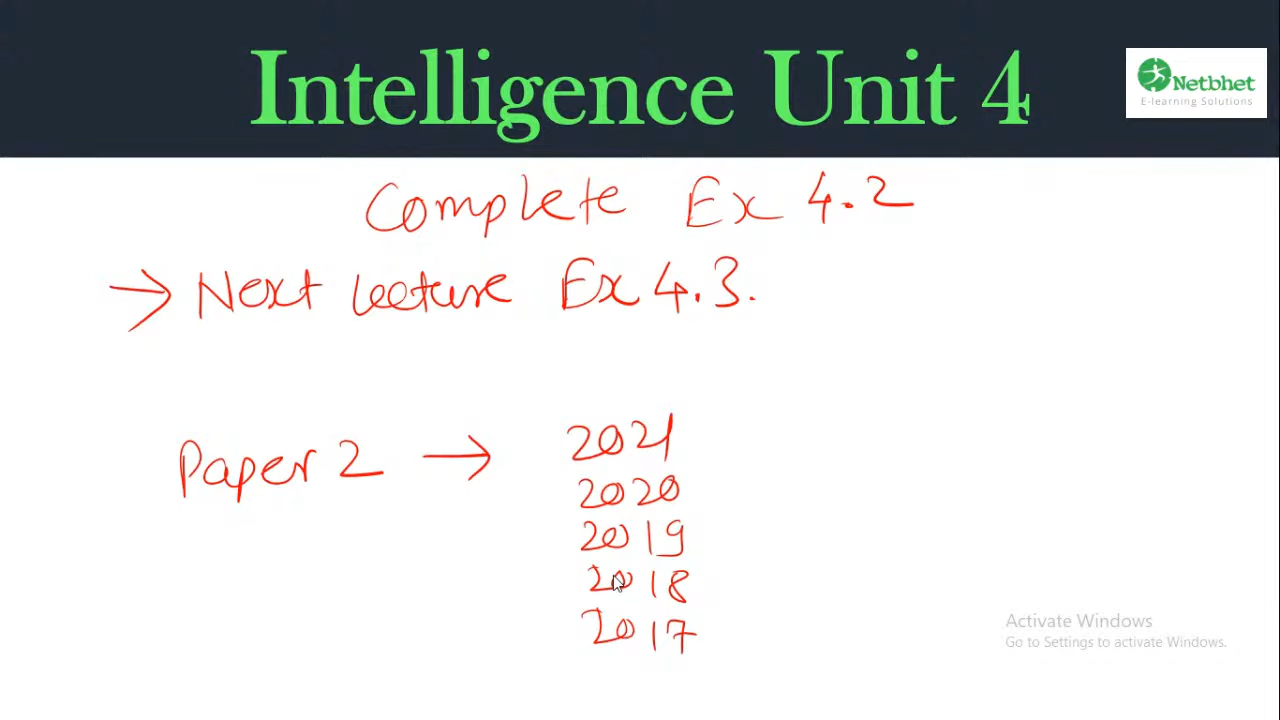 Intelligence Unit 4
Netbhet
E-learning Solutions
Complete Ex 4.2
→ Next lecture Ex 4.3.
Paper 2 → 2021
2020
2019
2018
2017
Activate Windows
Go to Settings to activate Windows.